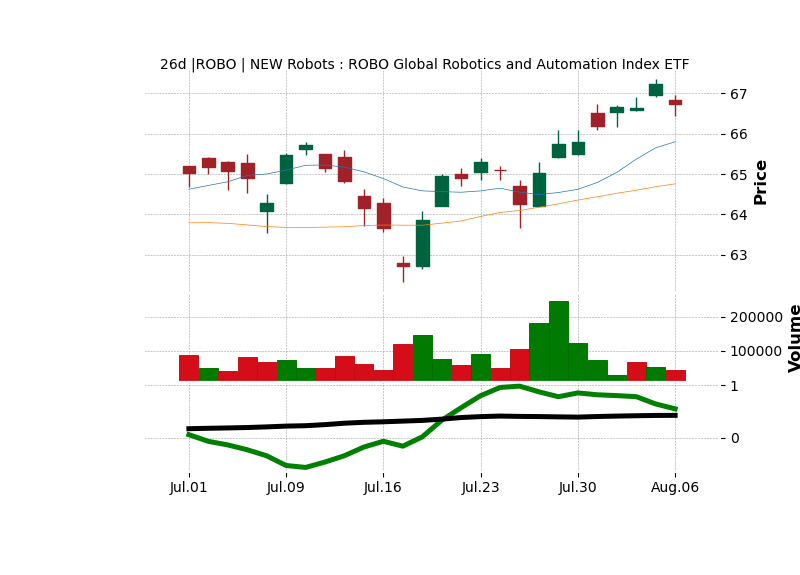 26d |ROBO | NEW Robots : ROBO Global Robotics and Automation Index ETF
67
66
65
64
63
Price
200000
100000
Volume
1
0
Jul.01 Jul.09 Jul.16 Jul.23 Jul.30 Aug.06